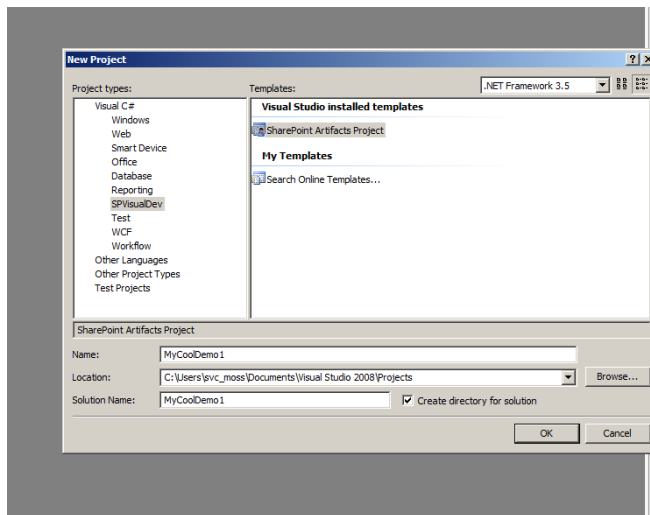 New Project
Project types:
Templates:
.NET Framework 3.5
Visual C#
Windows
Web
Smart Device
Office
Database
Reporting
SPVisualDev
Test
WCF
Workflow
Other Languages
Other Project Types
Test Projects
Visual Studio installed templates
SharePoint Artifacts Project
My Templates
Search Online Templates...
SharePoint Artifacts Project
Name:
MyCoolDemo1
Location:
C:\Users\svc_moss\Documents\Visual Studio 2008\Projects
Browse...
Solution Name:
MyCoolDemo1
Create directory for solution
OK
Cancel